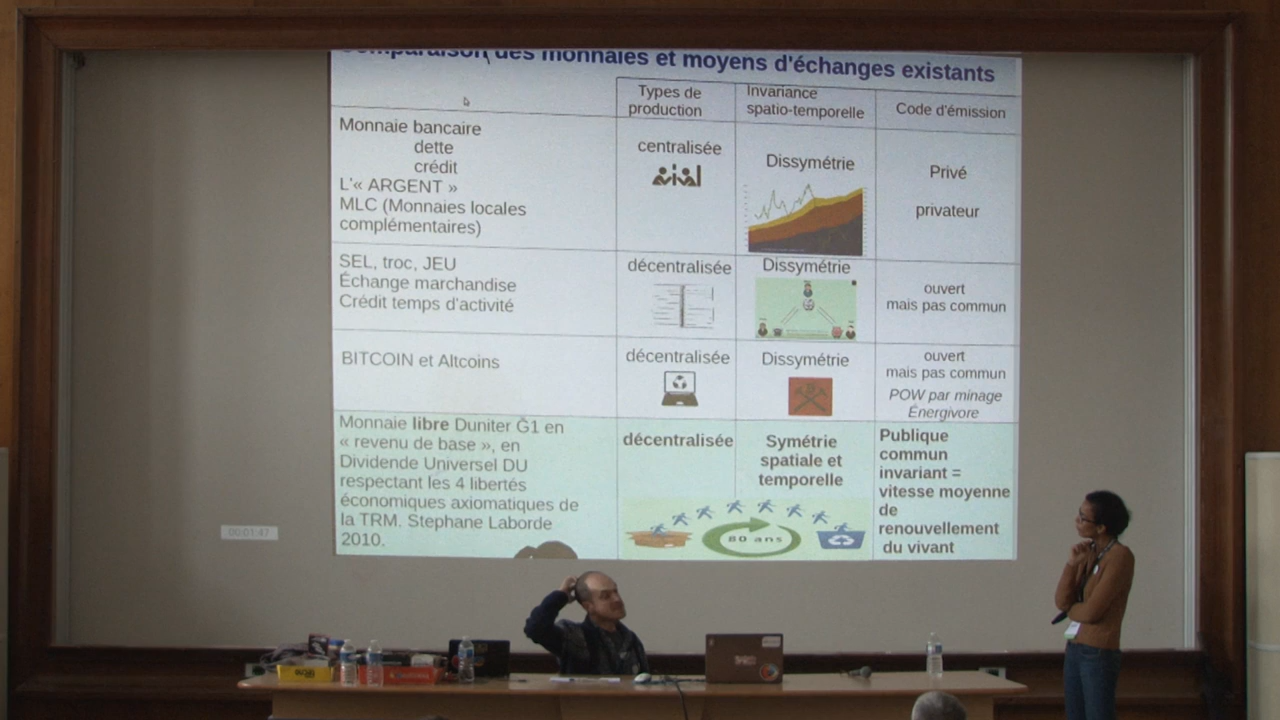 Comparaison des monnaies et moyens d'échanges existants
Types de
production
Invariance
spatio-temporelle
Code d'émission
Monnaie bancaire
dette
crédit
L'« ARGENT »
MLC (Monnaies locales
complémentaires)
centralisée
Dissymétrie
Privé
privateur
SEL, troc, JEU
Échange marchandise
Crédit temps d'activité
décentralisée
Dissymétrie
ouvert
mais pas commun
BITCOIN et Altcoins
décentralisée
Dissymétrie
ouvert
mais pas commun
POW par minage
Énergivore
Monnaie libre Duniter Ğ1 en
« revenu de base », en
Dividende Universel DU
respectant les 4 libertés
économiques axiomatiques de
la TRM. Stephane Laborde
2010.
décentralisée
Symétrie
spatiale et
temporelle
80 ans
Publique
commun
invariant =
vitesse moyenne
de
renouvellement
du vivant
00:01:47